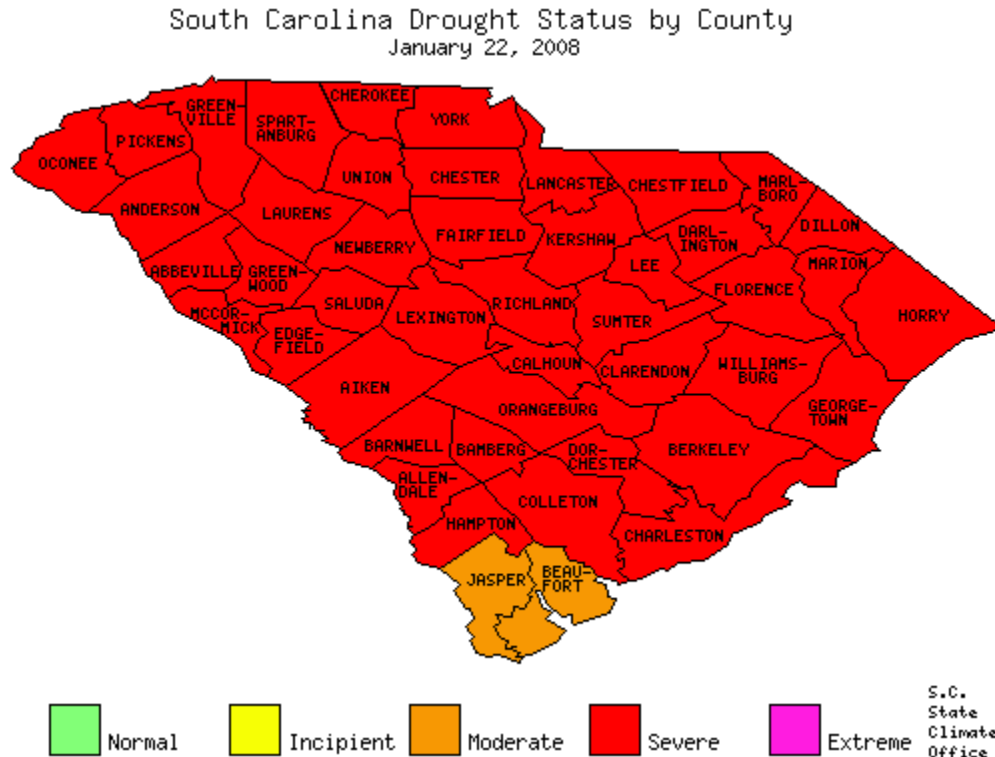 South Carolina Drought Status by County
January 22, 2008
CHEROKEE
GREEN-
VILLE
SPART-
ANBURG
YORK
PICKENS
OCONEE
UNION
CHESTER
LANCASTER
CHESTFIELD
MARL-
BORO
ANDERSON
LAURENS
DILLON
NEWBERRY
FAIRFIELD
KERSHAW
DARL-
INGTON
LEE
MARION
ABBEVILLE
GREEN-
WOOD
FLORENCE
SALUDA
RICHLAND
MCCOR-
MICK
LEXINGTON
SUMTER
HORRY
EDGE-
FIELD
CALHOUN
CLARENDON
WILLIAMS-
BURG
AIKEN
ORANGEBURG
GEORGE-
TOWN
BARNWELL
BAMBERG
DOR-
CHESTER
BERKELEY
ALLEN-
DALE
COLLETON
HAMPTON
CHARLESTON
JASPER
BEAU-
FORT
Normal
Incipient
Moderate
Severe
Extreme
S.C.
State
Climate
Office